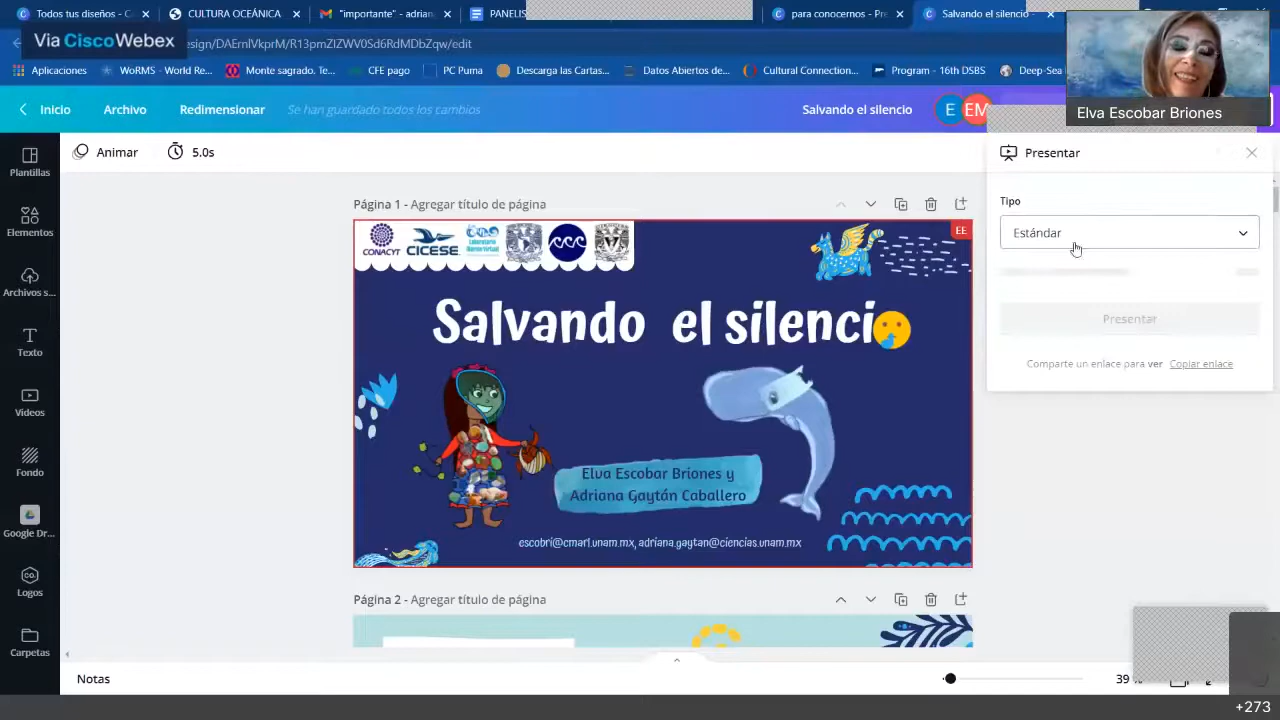 Todos tus diseños - C
CULTURA OCEÁNICA
"importante" - adrian
PANELIS
para conocernos - Pre
Salvando el silencio -
Via Cisco Webex
esign/DAErnlVkprM/R13pmZIZWV0Sd6RdMDbZqw/edit
Aplicaciones
WoRMS - World Re...
Monte sagrado. Te...
CFE pago
PC Puma
Descarga las Cartas...
Datos Abiertos de...
Cultural Connection...
Program - 16th DSBS
Deep-Sea
Elva Escobar Briones
Inicio
Archivo
Redimensionar
Se han guardado todos los cambios
Salvando el silencio
E
EM
Animar
5.0s
Presentar
Tipo
Estándar
Presentar
Comparte un enlace para ver Copiar enlace
Plantillas
Elementos
Archivos s...
Texto
Videos
Fondo
Google Dr...
Logos
Carpetas
Página 1 - Agregar título de página
EE
CONACYT
CICESE
Salvando el silenci
Elva Escobar Briones y
Adriana Gaytán Caballero
escobri@cmarl.unam.mx, adriana.gaytan@ciencias.unam.mx
Página 2 - Agregar título de página
Notas
39
+273